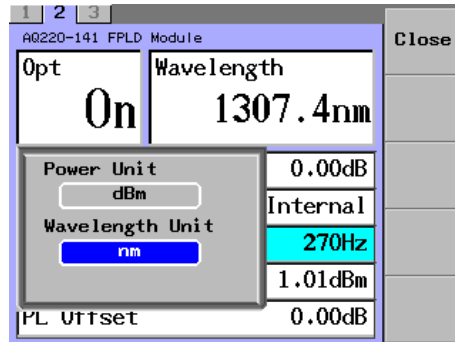 1 2 3
AQ220-141 FPLD Module
Close
Opt
Wavelength
On
1307.4nm
Power Unit
dBm
Wavelength Unit
nm
0.00dB
Internal
270Hz
1.01dBm
PL Offset
0.00dB